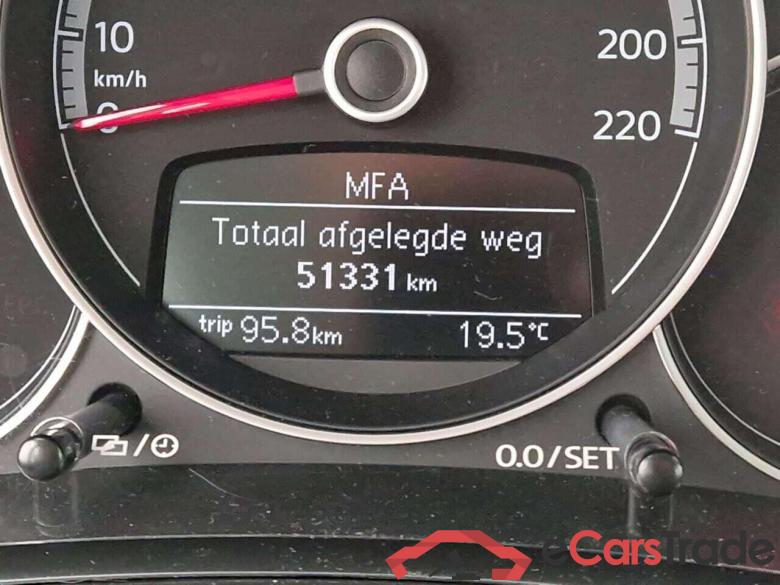 10
km/h
0
200
220
MFA
Totaal afgelegde weg
51331 km
trip 95.8km 19.5°C
0.0/SET
eCarsTrade